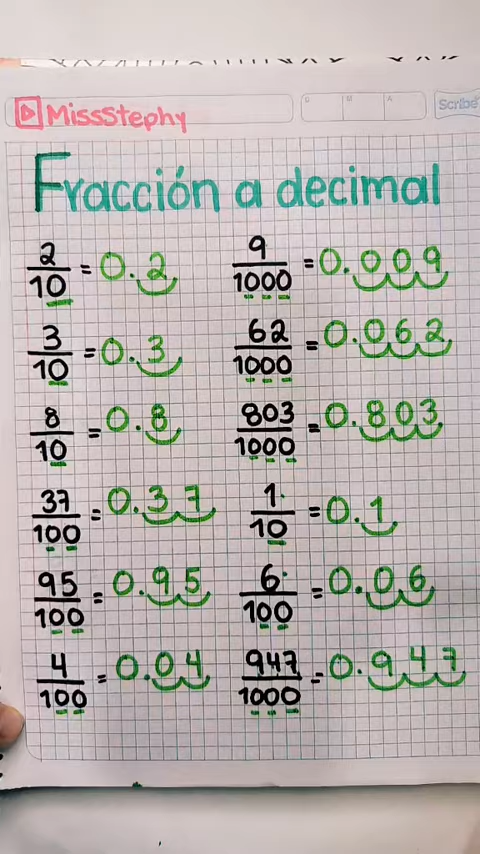 MissStephy
D M A
Scribe
Fracción a decimal
2/10 = 0.2
3/10 = 0.3
8/10 = 0.8
37/100 = 0.37
95/100 = 0.95
4/100 = 0.04
9/1000 = 0.009
62/1000 = 0.062
803/1000 = 0.803
1/10 = 0.1
6/100 = 0.06
947/1000 = 0.947